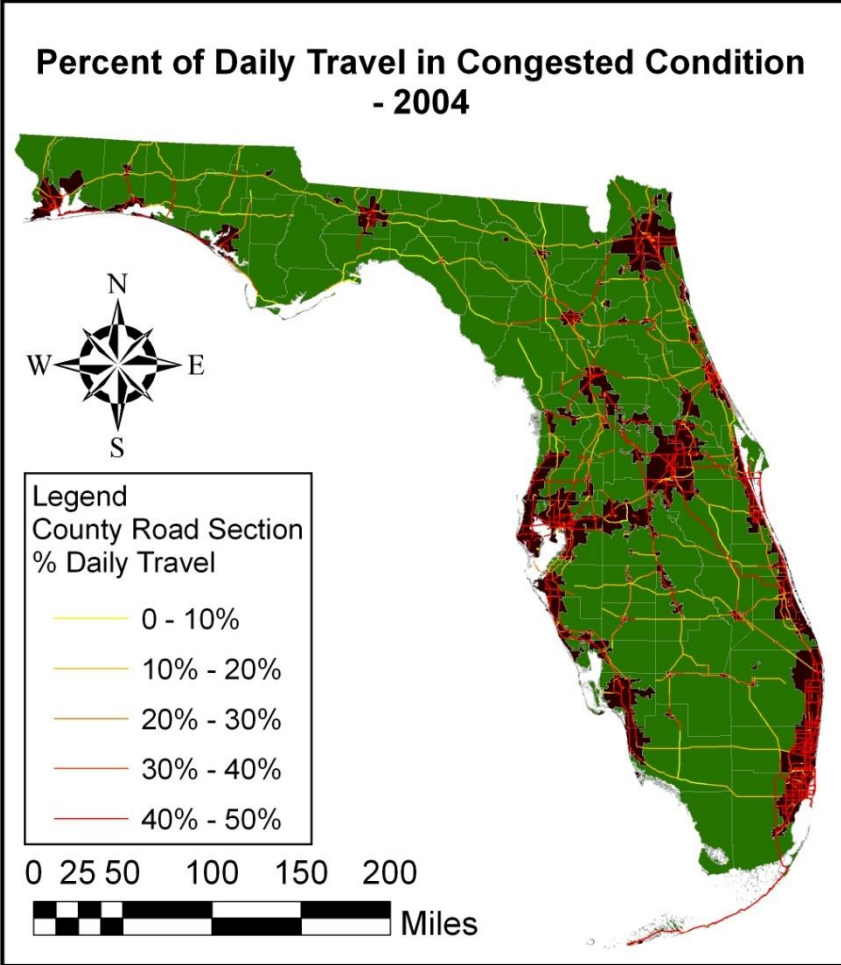 Percent of Daily Travel in Congested Condition
- 2004
N
W E
S
Legend
County Road Section
% Daily Travel
0 - 10%
10% - 20%
20% - 30%
30% - 40%
40% - 50%
0 25 50 100 150 200
Miles